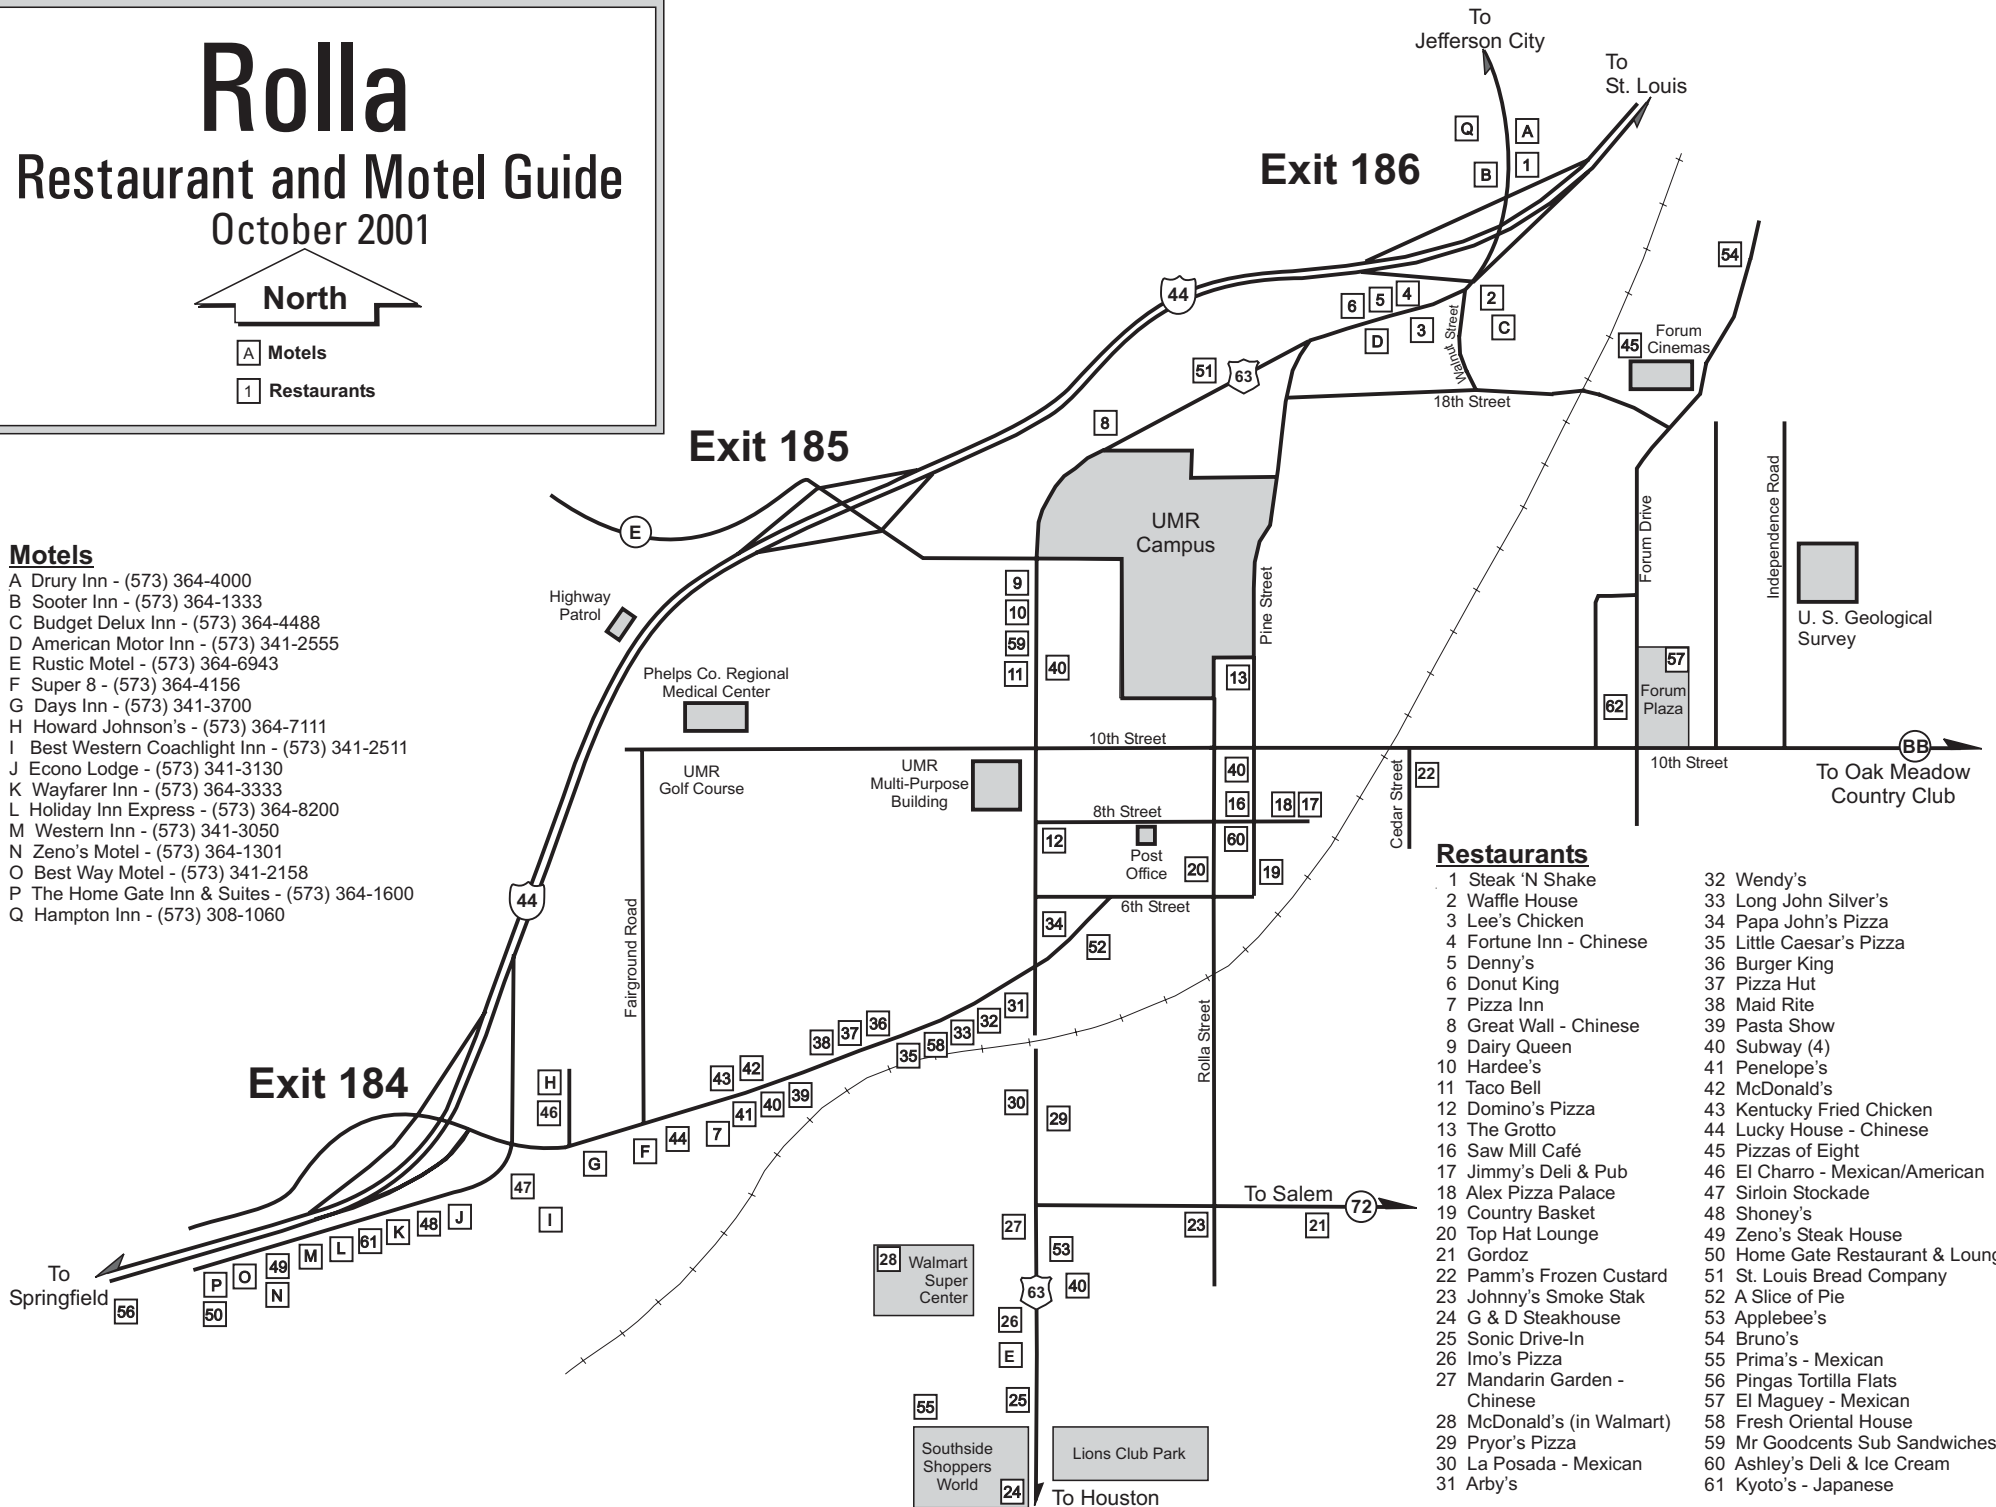 Rolla
Restaurant and Motel Guide
October 2001
North
A Motels
1 Restaurants
To
Jefferson City
To
St. Louis
Q
A
B
1
Exit 186
54
44
6
5
4
2
3
C
D
Walnut Street
45
Forum
Cinemas
51
63
18th Street
8
Exit 185
E
UMR
Campus
Pine Street
Forum Drive
Independence Road
U. S. Geological
Survey
Highway
Patrol
9
10
59
11
40
13
57
Forum
Plaza
62
Phelps Co. Regional
Medical Center
10th Street
BB
10th Street
To Oak Meadow
Country Club
UMR
Golf Course
UMR
Multi-Purpose
Building
40
16
18
17
22
Cedar Street
8th Street
12
Post
Office
60
20
19
6th Street
34
52
44
Fairground Road
Rolla Street
31
32
33
58
35
36
37
38
42
43
39
40
41
7
44
F
G
Exit 184
H
46
47
I
J
48
K
61
L
M
49
N
O
P
50
To
Springfield
56
30
29
To Salem
72
27
23
21
28
Walmart
Super
Center
53
63
40
26
E
55
25
Southside
Shoppers
World
24
Lions Club Park
To Houston
Motels
A Drury Inn - (573) 364-4000
B Sooter Inn - (573) 364-1333
C Budget Delux Inn - (573) 364-4488
D American Motor Inn - (573) 341-2555
E Rustic Motel - (573) 364-6943
F Super 8 - (573) 364-4156
G Days Inn - (573) 341-3700
H Howard Johnson's - (573) 364-7111
I Best Western Coachlight Inn - (573) 341-2511
J Econo Lodge - (573) 341-3130
K Wayfarer Inn - (573) 364-3333
L Holiday Inn Express - (573) 364-8200
M Western Inn - (573) 341-3050
N Zeno's Motel - (573) 364-1301
O Best Way Motel - (573) 341-2158
P The Home Gate Inn & Suites - (573) 364-1600
Q Hampton Inn - (573) 308-1060
Restaurants
1 Steak ‘N Shake
2 Waffle House
3 Lee's Chicken
4 Fortune Inn - Chinese
5 Denny's
6 Donut King
7 Pizza Inn
8 Great Wall - Chinese
9 Dairy Queen
10 Hardee's
11 Taco Bell
12 Domino's Pizza
13 The Grotto
16 Saw Mill Café
17 Jimmy's Deli & Pub
18 Alex Pizza Palace
19 Country Basket
20 Top Hat Lounge
21 Gordoz
22 Pamm's Frozen Custard
23 Johnny's Smoke Stak
24 G & D Steakhouse
25 Sonic Drive-In
26 Imo's Pizza
27 Mandarin Garden -
Chinese
28 McDonald's (in Walmart)
29 Pryor's Pizza
30 La Posada - Mexican
31 Arby's
32 Wendy's
33 Long John Silver's
34 Papa John's Pizza
35 Little Caesar's Pizza
36 Burger King
37 Pizza Hut
38 Maid Rite
39 Pasta Show
40 Subway (4)
41 Penelope's
42 McDonald's
43 Kentucky Fried Chicken
44 Lucky House - Chinese
45 Pizzas of Eight
46 El Charro - Mexican/American
47 Sirloin Stockade
48 Shoney's
49 Zeno's Steak House
50 Home Gate Restaurant &
51 St. Louis Bread Company
52 A Slice of Pie
53 Applebee's
54 Bruno's
55 Prima's - Mexican
56 Pingas Tortilla Flats
57 El Maguey - Mexican
58 Fresh Oriental House
59 Mr Goodcents Sub Sandwiches
60 Ashley's Deli & Ice Cream
61 Kyoto's - Japanese